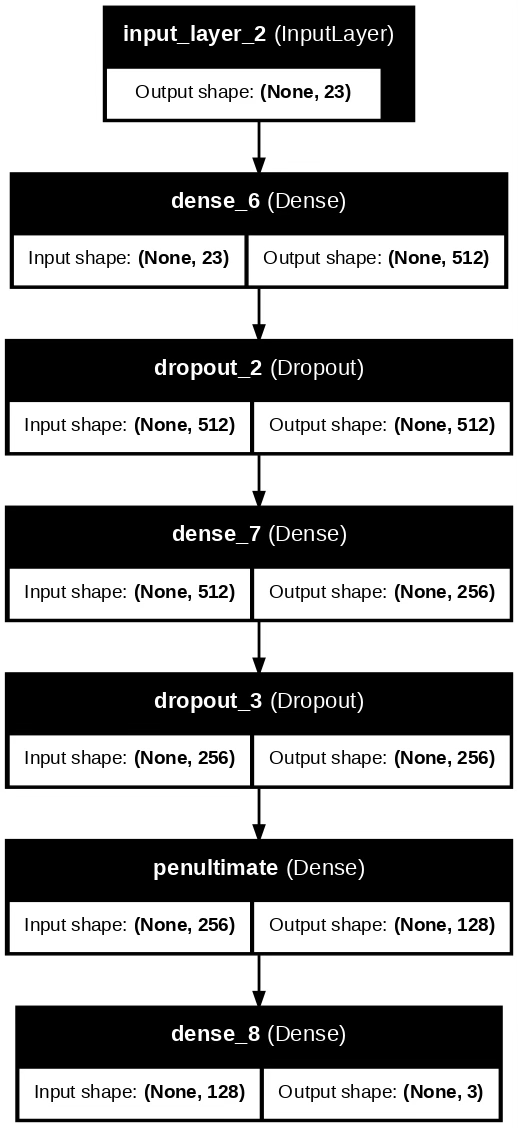 input_layer_2 (InputLayer)
Output shape: (None, 23)
dense_6 (Dense)
Input shape: (None, 23) Output shape: (None, 512)
dropout_2 (Dropout)
Input shape: (None, 512) Output shape: (None, 512)
dense_7 (Dense)
Input shape: (None, 512) Output shape: (None, 256)
dropout_3 (Dropout)
Input shape: (None, 256) Output shape: (None, 256)
penultimate (Dense)
Input shape: (None, 256) Output shape: (None, 128)
dense_8 (Dense)
Input shape: (None, 128) Output shape: (None, 3)